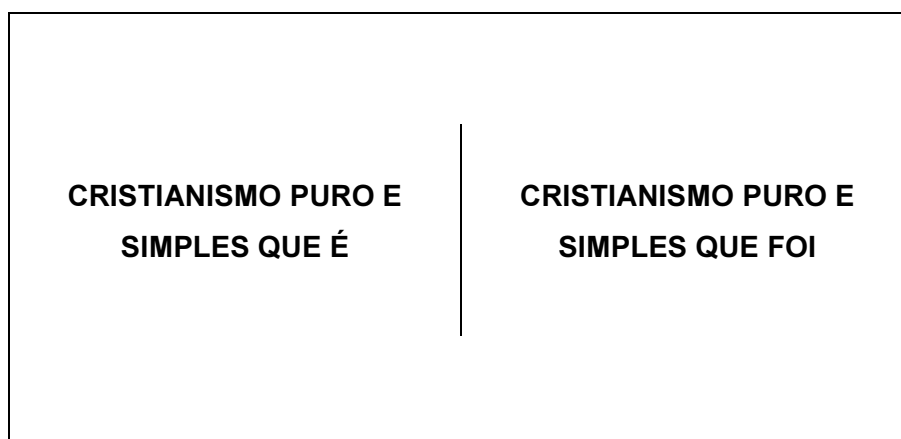 CRISTIANISMO PURO E
SIMPLES QUE É
CRISTIANISMO PURO E
SIMPLES QUE FOI